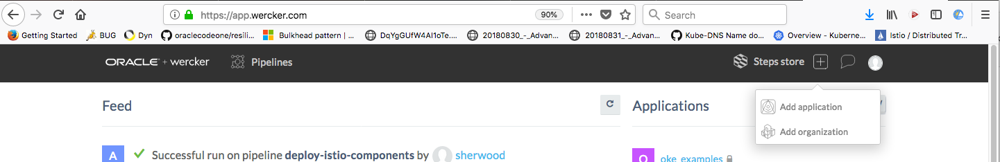 https://app.wercker.com 90% Search
Getting Started BUG Dyn oraclecodeone/resili... Bulkhead pattern | ... DqYgGUfW4AI1oTe.... 20180830_-_Advan... 20180831_-_Advan... Kube-DNS Name do... Overview - Kuberne... Istio / Distributed Tr...
ORACLE + wercker Pipelines Steps store
Feed Applications
Add application
Add organization
A Successful run on pipeline deploy-istio-components by sherwood
O oke_examples